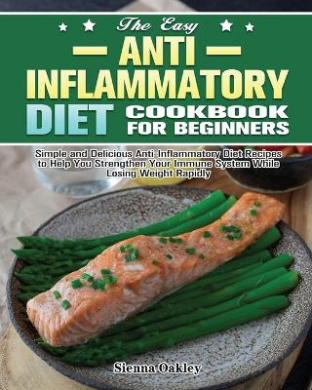 The Easy
ANTI
INFLAMMATORY
DIET COOKBOOK
FOR BEGINNERS
Simple and Delicious Anti-Inflammatory Diet Recipes
to Help You Strengthen Your Immune System While
Losing Weight Rapidly
Sienna Oakley